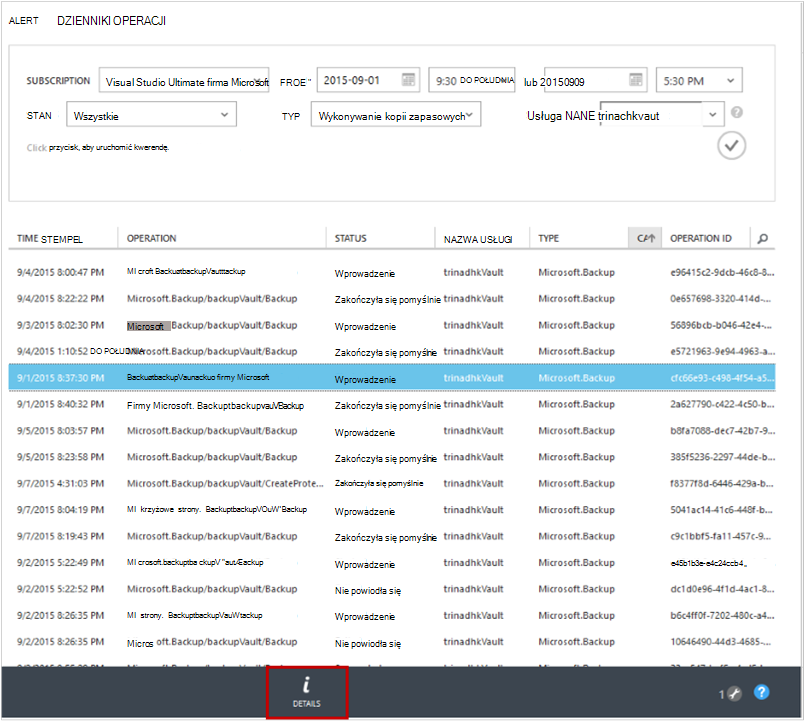 ALERT DZIENNIKI OPERACJI
SUBSCRIPTION Visual Studio Ultimate firma Microsoft FROE" 2015-09-01 9:30 DO POŁUDNIA lub 20150909 5:30 PM
STAN Wszystkie TYP Wykonywanie kopii zapasowych Usługa NANE trinachkvaut
Click przycisk, aby uruchomić kwerendę.
TIME STEMPEL OPERATION STATUS NAZWA USŁUGI TYPE OPERATION ID
9/4/2015 8:00:47 PM MI croft BackuatbackupVautttackup Wprowadzenie trinadhkVault Microsoft.Backup e96415c2-9dcb-46c8-8...
9/4/2015 8:22:22 PM Microsoft.Backup/backupVault/Backup Zakończyła się pomyślnie trinadhkVault Microsoft.Backup 0e657698-3320-414d-...
9/3/2015 8:02:30 PM Microsoft Backup/backupVault/Backup Wprowadzenie trinadhkVault Microsoft.Backup 56896bcb-b046-42e4-...
9/4/2015 1:10:52 DO POŁUDNIA Microsoft.Backup/backupVault/Backup Zakończyła się pomyślnie trinadhkVault Microsoft.Backup e5721963-9e94-4963-a...
9/1/2015 8:37:30 PM BackuatbackupVaunackuo firmy Microsoft Wprowadzenie trinadhkVault Microsoft.Backup cfc66e93-c498-4f54-a5...
9/1/2015 8:40:32 PM Firmy Microsoft. BackuptbackupvauVBackup Zakończyła się pomyślnie trinadhkVault Microsoft.Backup 2a627790-c422-4c50-b...
9/5/2015 8:03:57 PM Microsoft.Backup/backupVault/Backup Wprowadzenie trinadhkVault Microsoft.Backup b8fa7088-dec7-42b7-9...
9/5/2015 8:23:58 PM Microsoft.Backup/backupVault/Backup Zakończyła się pomyślnie trinadhkVault Microsoft.Backup 385f5236-2297-44de-b...
9/7/2015 4:31:03 PM Microsoft.Backup/backupVault/CreateProte... Zakończyła się pomyślnie trinadhkVault Microsoft.Backup f8377f8d-6446-429a-b...
9/7/2015 8:04:19 PM MI krzyżowe strony. BackuptbackupVOuW'Backup Wprowadzenie trinadhkVault Microsoft.Backup 5041ac14-41c6-448f-b...
9/7/2015 8:19:43 PM Microsoft.Backup/backupVault/Backup Zakończyła się pomyślnie trinadhkVault Microsoft.Backup c9c1bbf5-fa11-457c-9...
9/2/2015 5:22:49 PM MI crosoft.backuptba ckupV "aut/Eackup Wprowadzenie trinadhkVault Microsoft.Backup e45b1b3e-e4c24ccb4_
9/2/2015 5:22:52 PM Microsoft.Backup/backupVault/Backup Nie powiodła się trinadhkVault Microsoft.Backup dc1d0e96-4f1d-4ac1-8...
9/2/2015 8:26:35 PM MI strony. BackuptbackupVauWtackup Wprowadzenie trinadhkVault Microsoft.Backup b6c4ff0f-7202-480c-a4...
9/2/2015 8:26:35 PM Micros oft.Backup/backupVault/Backup Nie powiodła się trinadhkVault Microsoft.Backup 10646490-44d3-4685-...
i
DETAILS
1 ?